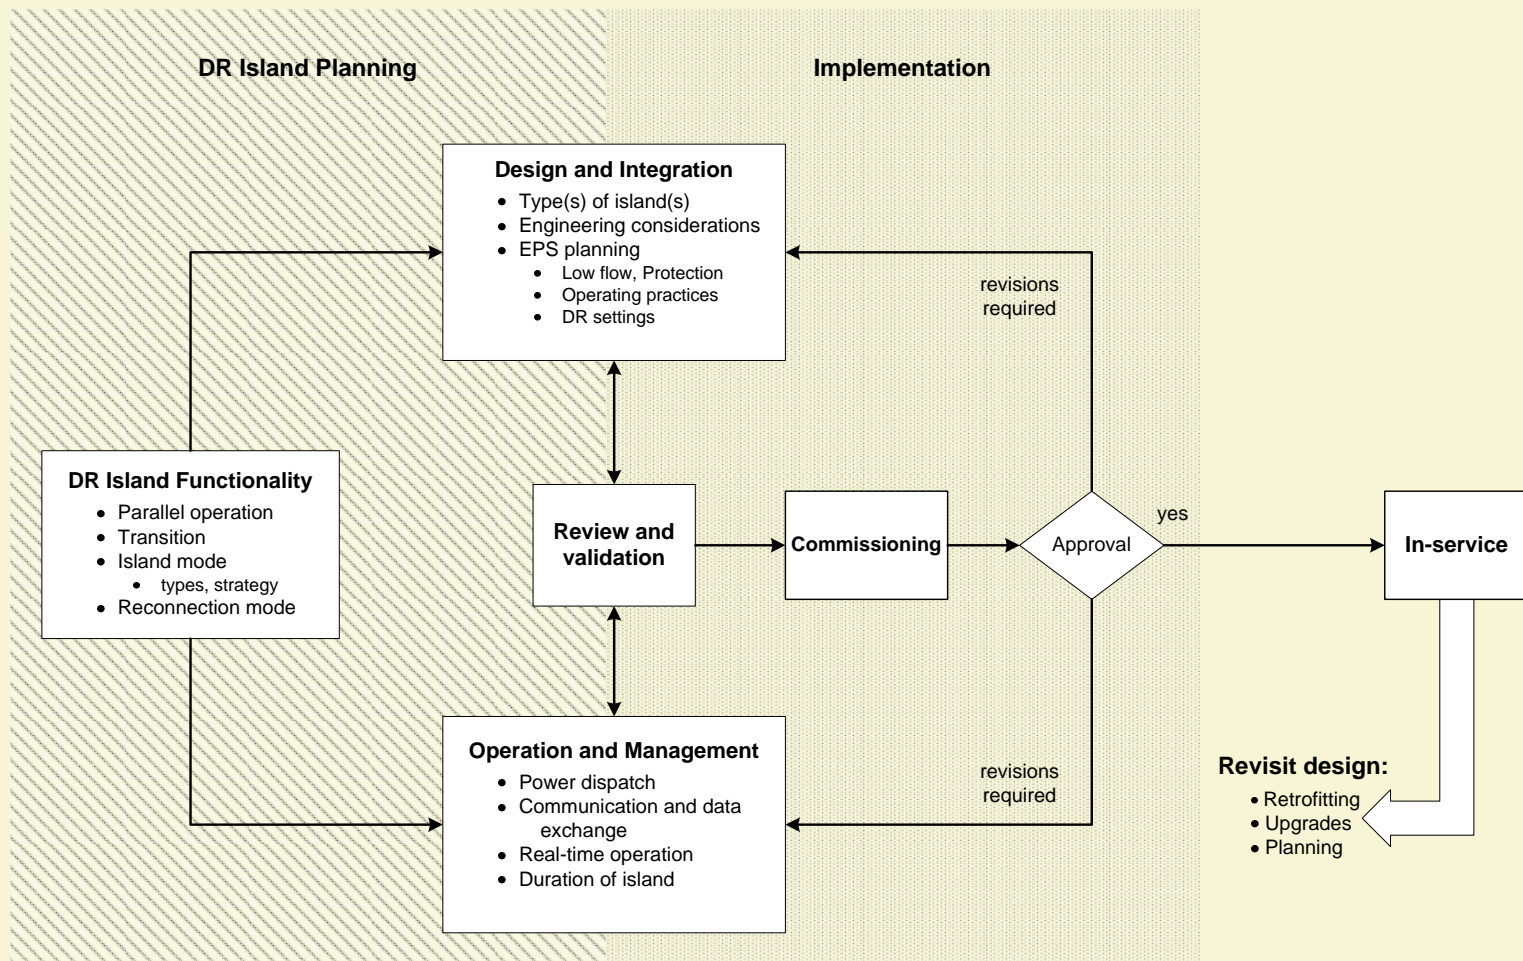 DR Island Planning
Implementation
Design and Integration
• Type(s) of island(s)
• Engineering considerations
• EPS planning
• Low flow, Protection
• Operating practices
• DR settings
revisions
required
DR Island Functionality
• Parallel operation
• Transition
• Island mode
• types, strategy
• Reconnection mode
Review and
validation
Commissioning
Approval
yes
In-service
Operation and Management
• Power dispatch
• Communication and data
exchange
• Real-time operation
• Duration of island
revisions
required
Revisit design:
• Retrofitting
• Upgrades
• Planning